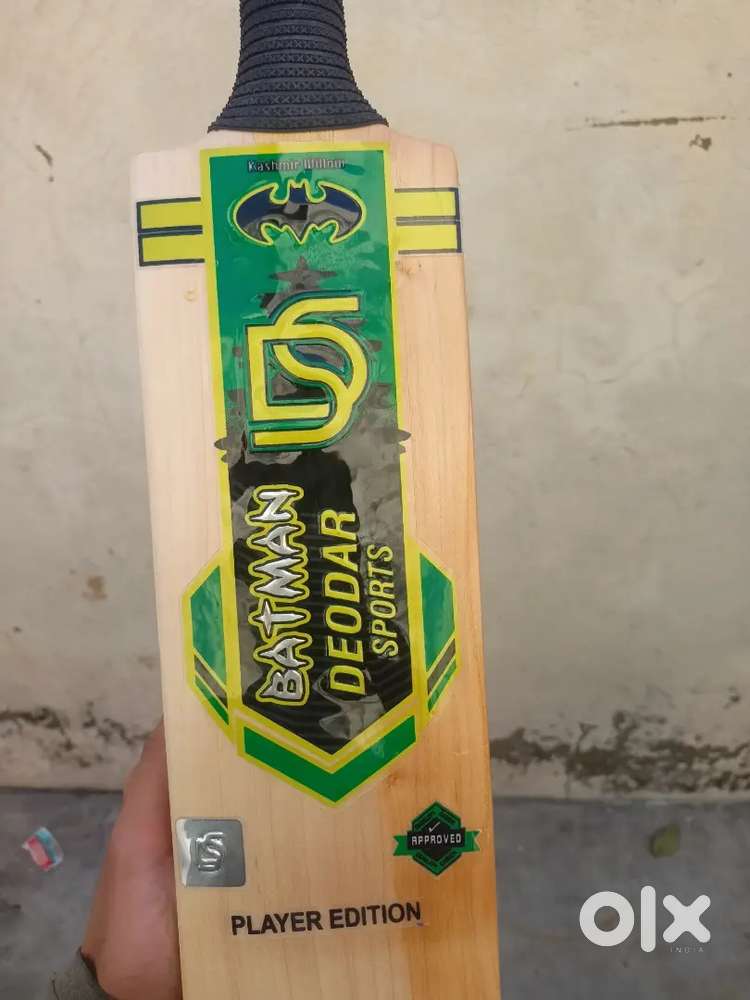 Kashmir Willow
DS
BATMAN
DEODAR
SPORTS
DS
APPROVED
PLAYER EDITION
olx
INDIA